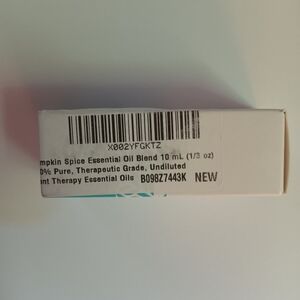 X002YFGKTZ
mpkin Spice Essential Oil Blend 10 mL (1/3 oz)
0% Pure, Therapeutic Grade, Undiluted
nt Therapy Essential Oils B098Z7443K NEW